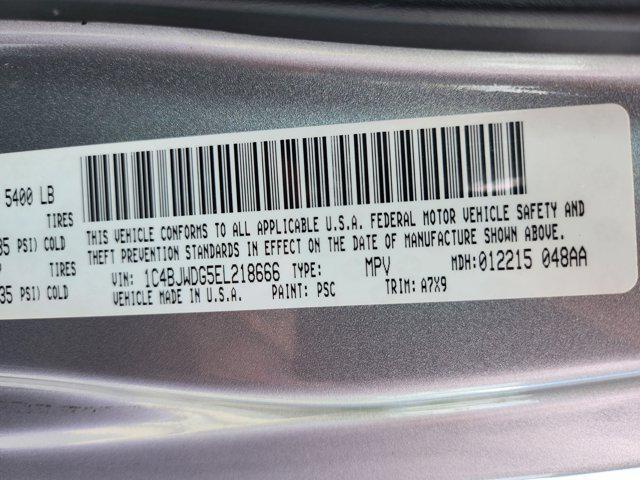 5400 LB
TIRES
35 PSI) COLD
TIRES
35 PSI) COLD
THIS VEHICLE CONFORMS TO ALL APPLICABLE U.S.A. FEDERAL MOTOR VEHICLE SAFETY AND
THEFT PREVENTION STANDARDS IN EFFECT ON THE DATE OF MANUFACTURE SHOWN ABOVE.
VIN: 1C4BJWDG5EL218666 TYPE: MPV MDH:012215 048AA
VEHICLE MADE IN U.S.A. PAINT: PSC TRIM: A7X9